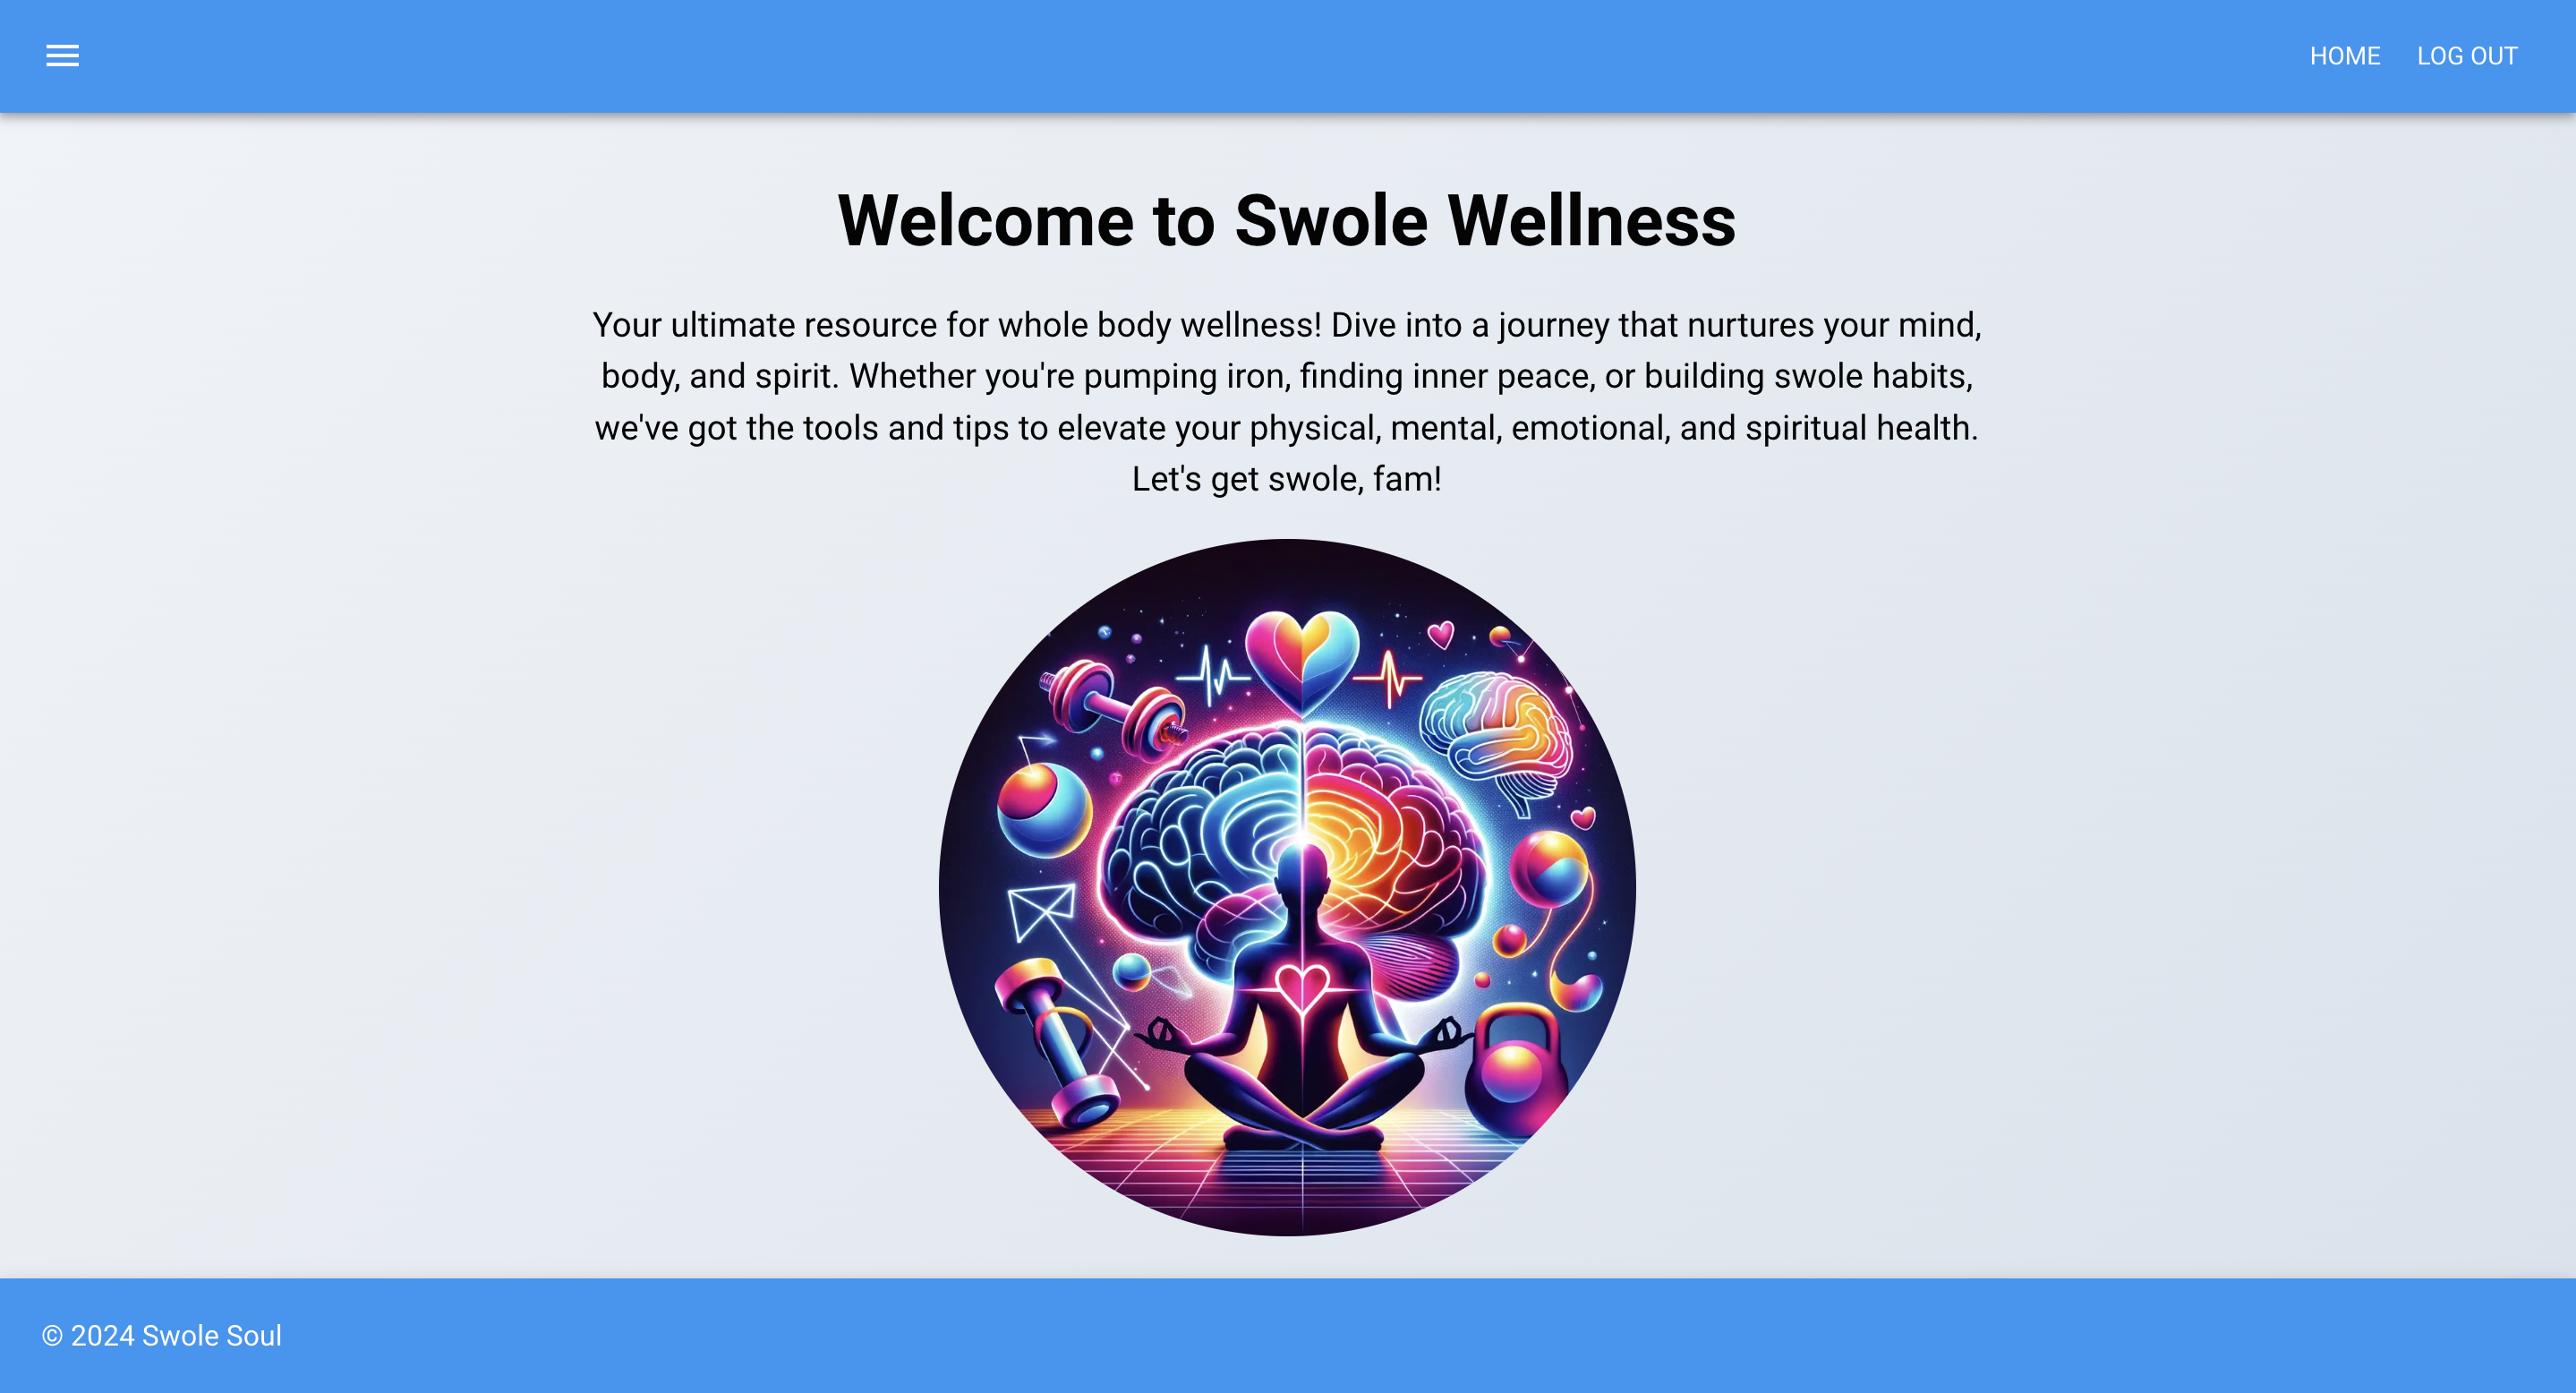 HOME LOG OUT
Welcome to Swole Wellness
Your ultimate resource for whole body wellness! Dive into a journey that nurtures your mind,
body, and spirit. Whether you're pumping iron, finding inner peace, or building swole habits,
we've got the tools and tips to elevate your physical, mental, emotional, and spiritual health.
Let's get swole, fam!
© 2024 Swole Soul